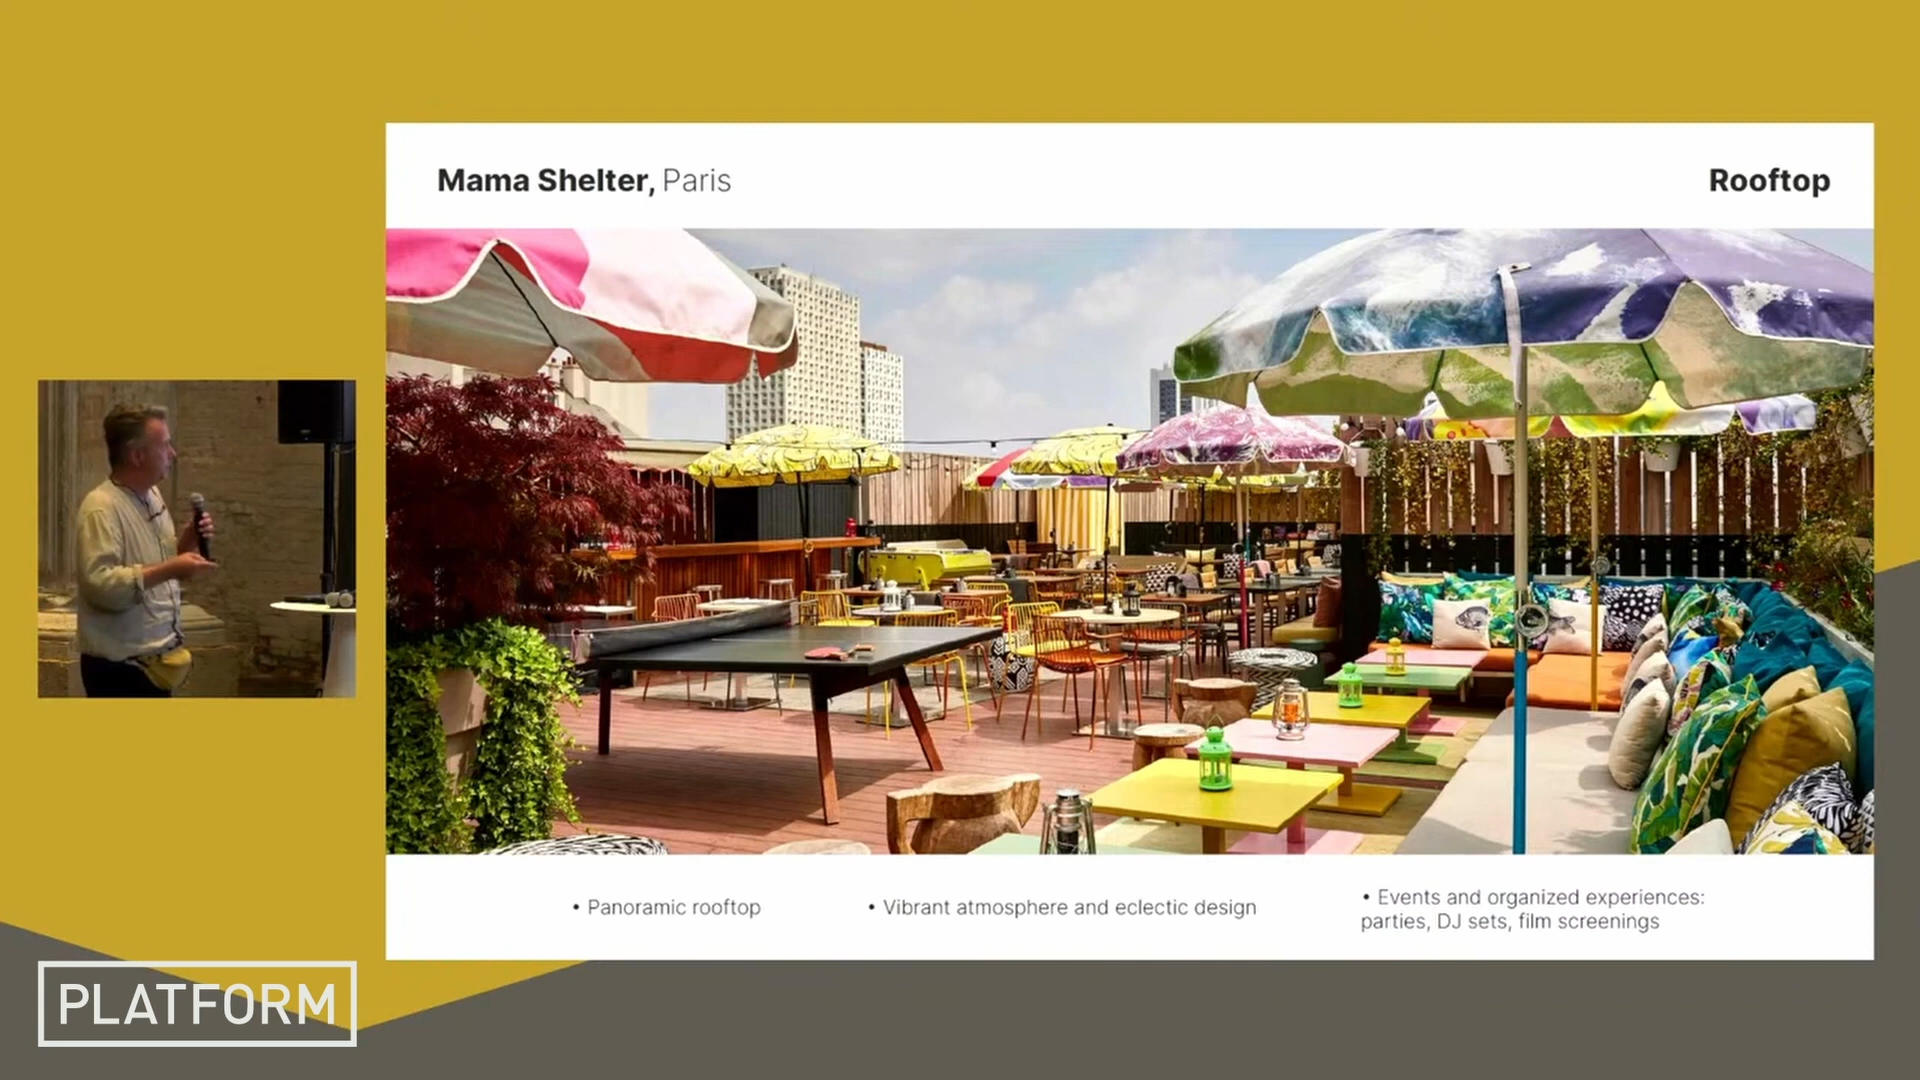 Mama Shelter, Paris
Rooftop
• Panoramic rooftop
• Vibrant atmosphere and eclectic design
• Events and organized experiences:
parties, DJ sets, film screenings
PLATFORM